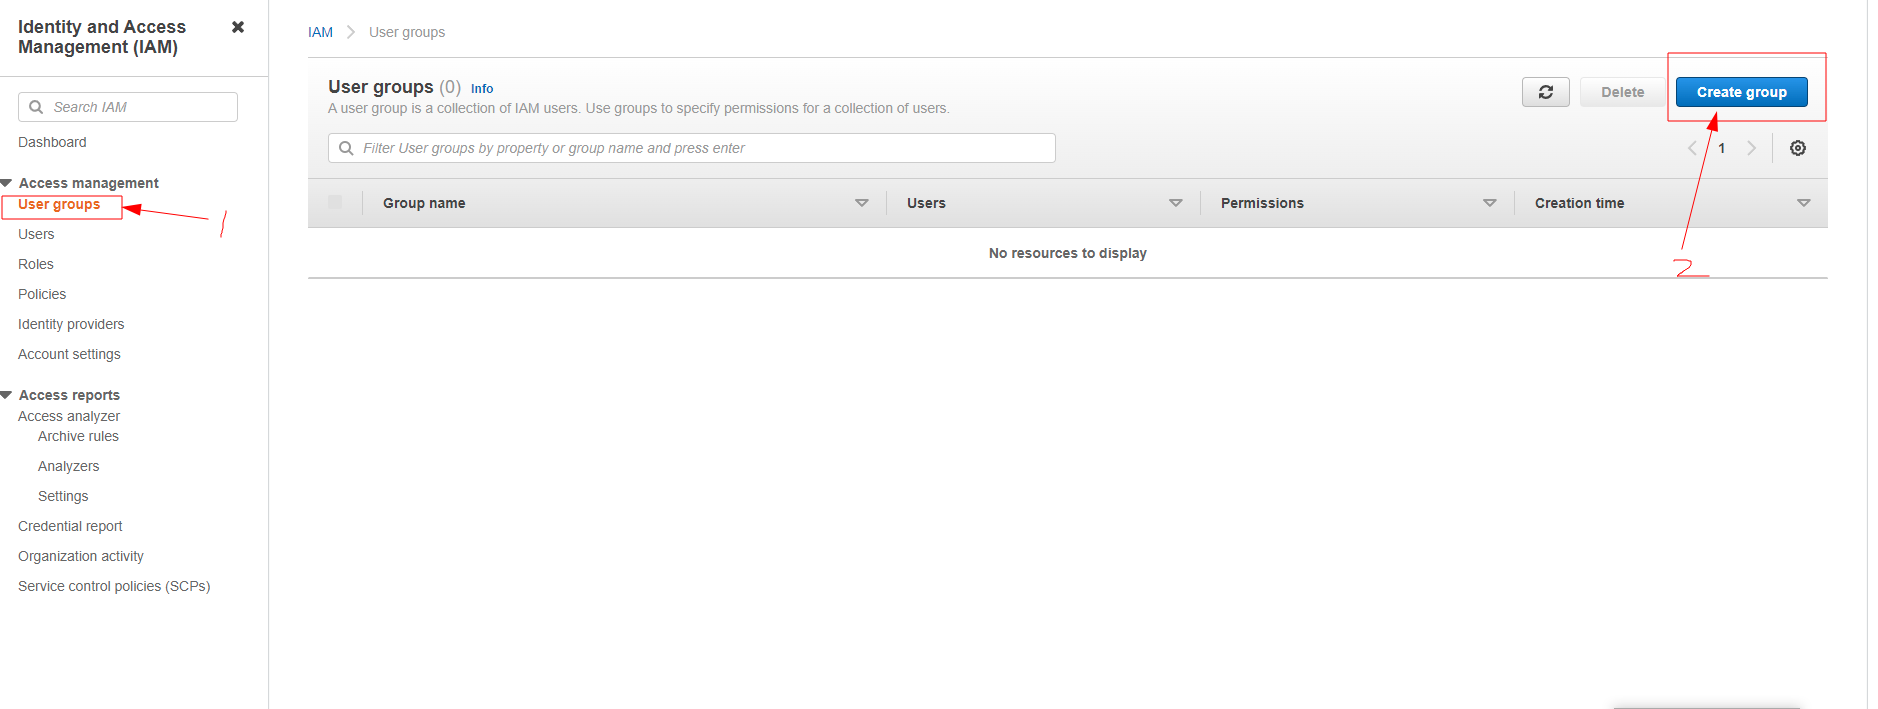 Identity and Access
Management (IAM)
Search IAM
Dashboard
Access management
User groups
1
Users
Roles
Policies
Identity providers
Account settings
Access reports
Access analyzer
Archive rules
Analyzers
Settings
Credential report
Organization activity
Service control policies (SCPs)
IAM User groups
User groups (0) Info
A user group is a collection of IAM users. Use groups to specify permissions for a collection of users.
Delete Create group
Filter User groups by property or group name and press enter
1
Group name Users Permissions Creation time
No resources to display
2